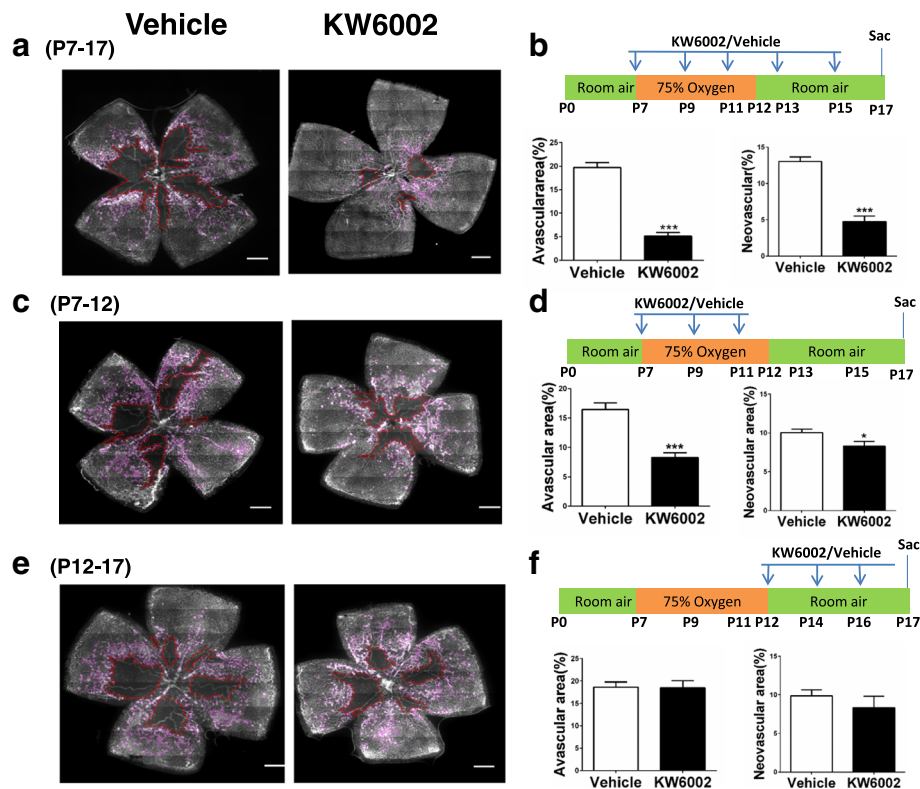 Vehicle KW6002
a (P7-17)
b
KW6002/Vehicle
Sac
Room air 75% Oxygen Room air
P0 P7 P9 P11 P12 P13 P15 P17
Avasculararea(%)
25
20
15
10
5
0
***
Vehicle KW6002
Neovascular(%)
15
10
5
0
***
Vehicle KW6002
c (P7-12)
d
KW6002/Vehicle
Sac
Room air 75% Oxygen Room air
P0 P7 P9 P11 P12 P13 P15 P17
Avascular area(%)
20
15
10
5
0
***
Vehicle KW6002
Neovascular area(%)
15
10
5
0
*
Vehicle KW6002
e (P12-17)
f
KW6002/Vehicle
Sac
Room air 75% Oxygen Room air
P0 P7 P9 P11 P12 P14 P16 P17
Avascular area(%)
25
20
15
10
5
0
Vehicle KW6002
Neovascular area(%)
15
10
5
0
Vehicle KW6002